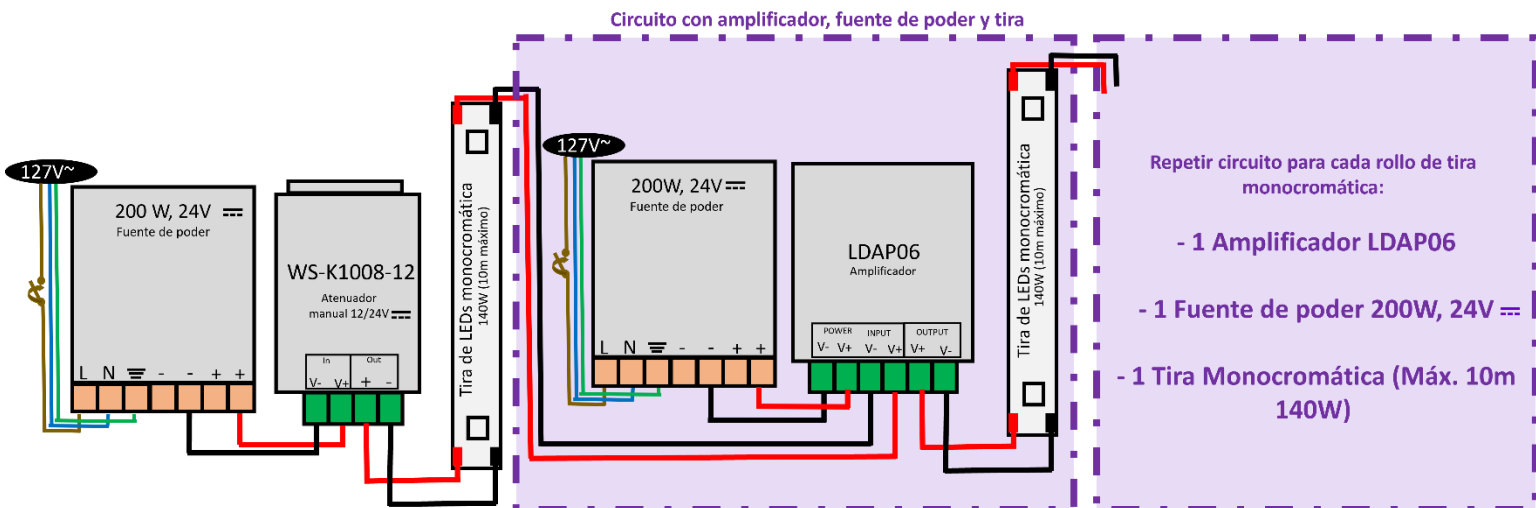 Circuito con amplificador, fuente de poder y tira
127V~
200 W, 24V
Fuente de poder
L N - - + +
WS-K1008-12
Atenuador
manual 12/24V
In Out
V- V+ + -
Tira de LEDs monocromática
140W (10m máximo)
127V~
200W, 24V
Fuente de poder
L N - - + +
LDAP06
Amplificador
POWER INPUT OUTPUT
V- V+ V- V+ V+ V-
Tira de LEDs monocromática
140W (10m máximo)
Repetir circuito para cada rollo de tira
monocromática:
- 1 Amplificador LDAP06
- 1 Fuente de poder 200W, 24V
- 1 Tira Monocromática (Máx. 10m
140W)